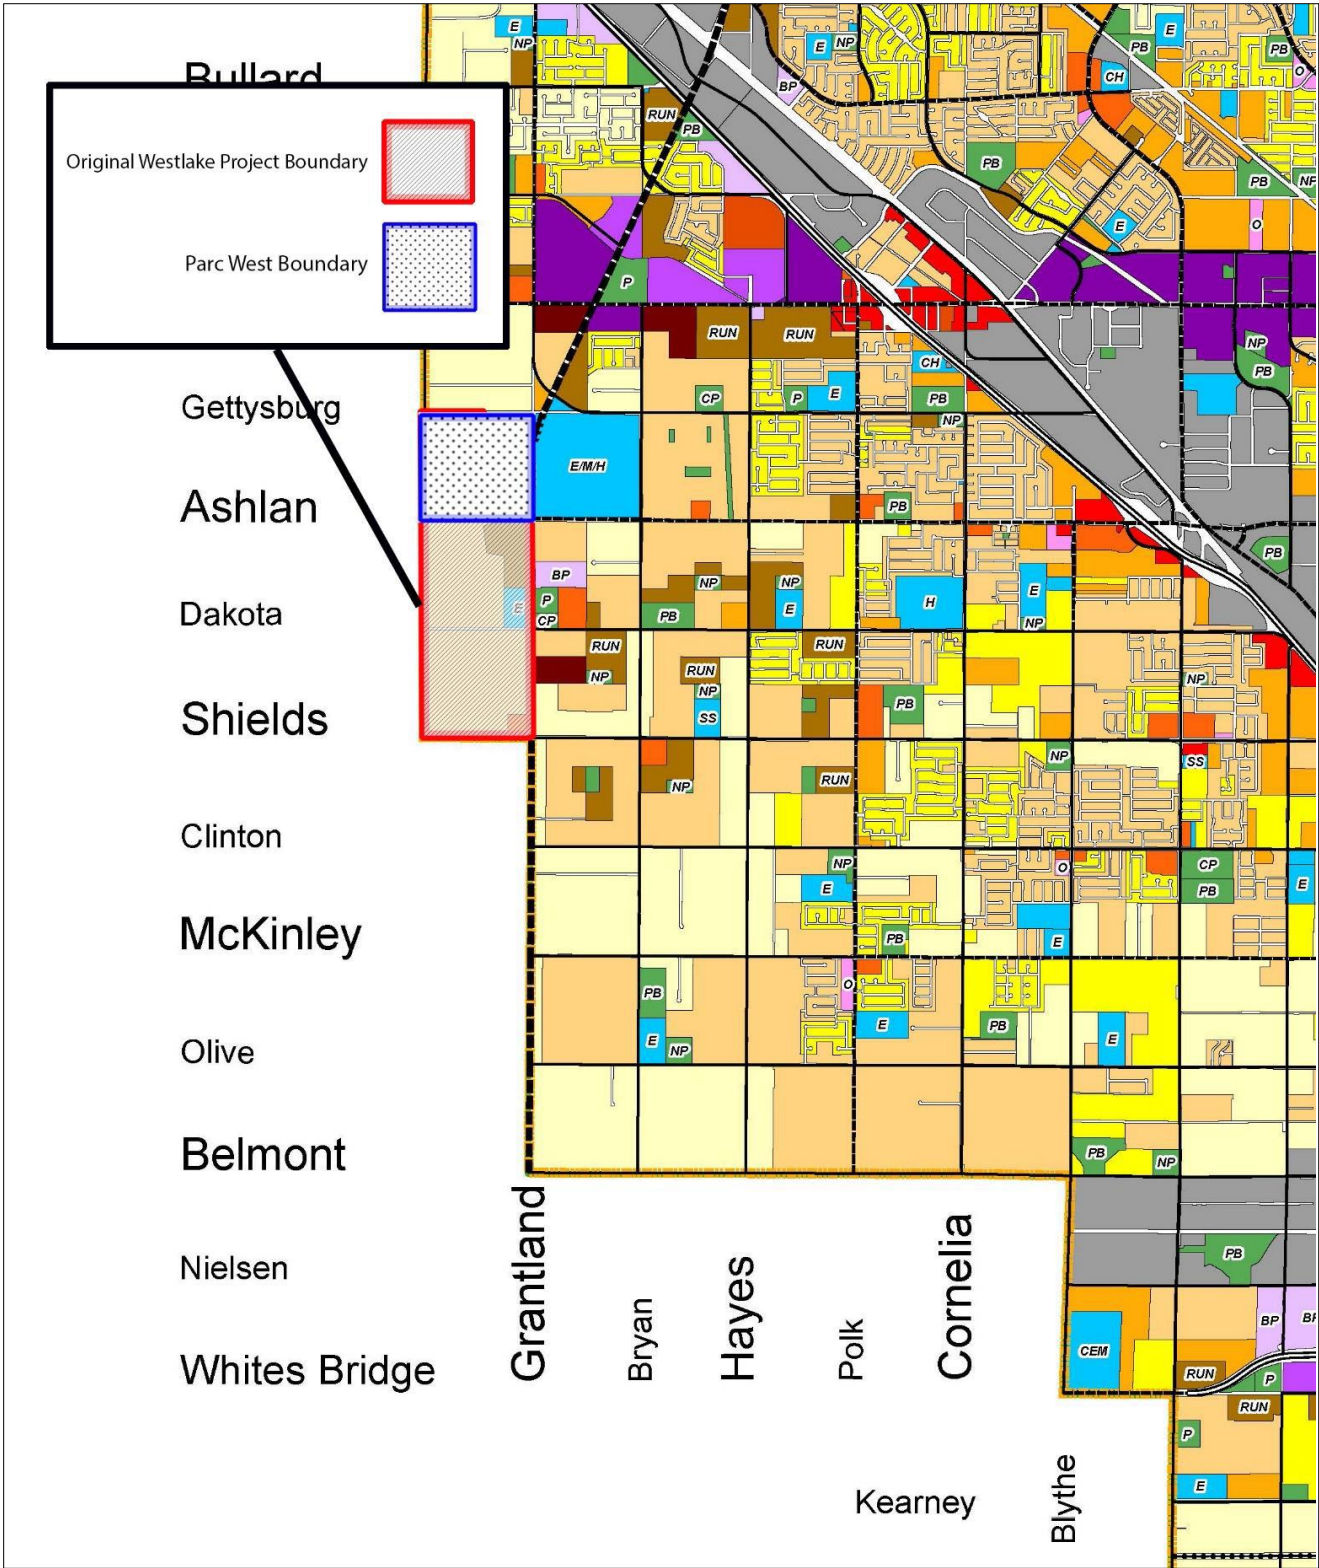 E
NP
E
NP
PB
E
PB
O
Bullard
BP
CH
RUN
PB
Original Westlake Project Boundary
PB
PB
NP
E
O
Parc West Boundary
P
RUN
RUN
NP
CH
PB
Gettysburg
CP
P
E
PB
NP
E/M/H
Ashlan
PB
PB
BP
NP
NP
E
Dakota
E
P
CP
PB
E
H
NP
RUN
RUN
NP
RUN
NP
NP
Shields
SS
PB
NP
SS
NP
RUN
Clinton
NP
O
CP
E
PB
E
McKinley
PB
E
PB
O
E
PB
E
Olive
E
NP
Belmont
PB
NP
Nielsen
PB
Grantland
Bryan
Hayes
Polk
Cornelia
BP
CEM
Whites Bridge
RUN
P
RUN
P
Kearney
Blythe
E